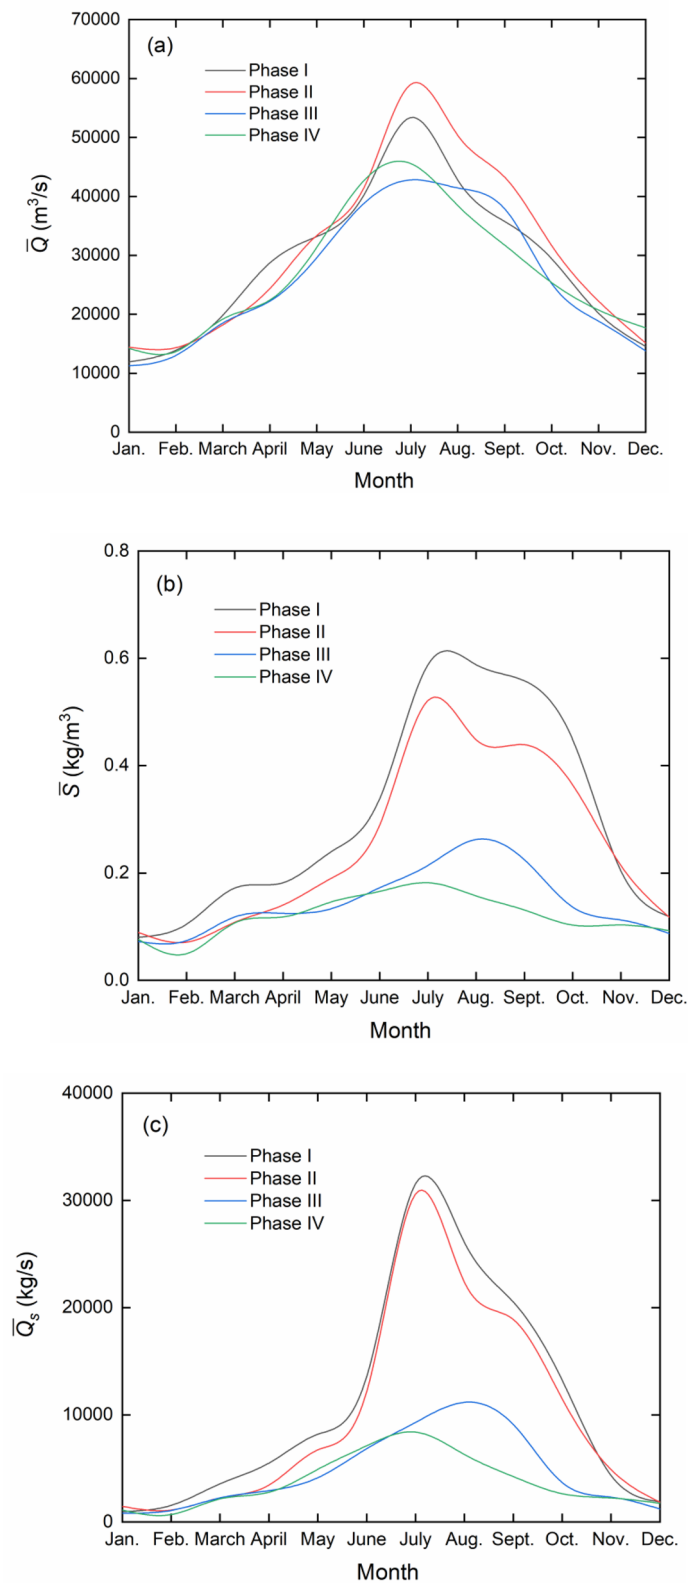 70000
(a)
Phase I
60000
Phase II
Phase III
50000
Phase IV
40000
Q̅ (m³/s)
30000
20000
10000
0
Jan. Feb. March April May June July Aug. Sept. Oct. Nov. Dec.
Month
0.8
(b)
Phase I
Phase II
0.6
Phase III
Phase IV
S̅ (kg/m³)
0.4
0.2
0.0
Jan. Feb. March April May June July Aug. Sept. Oct. Nov. Dec.
Month
40000
(c)
Phase I
Phase II
30000
Phase III
Phase IV
Q̅s (kg/s)
20000
10000
0
Jan. Feb. March April May June July Aug. Sept. Oct. Nov. Dec.
Month